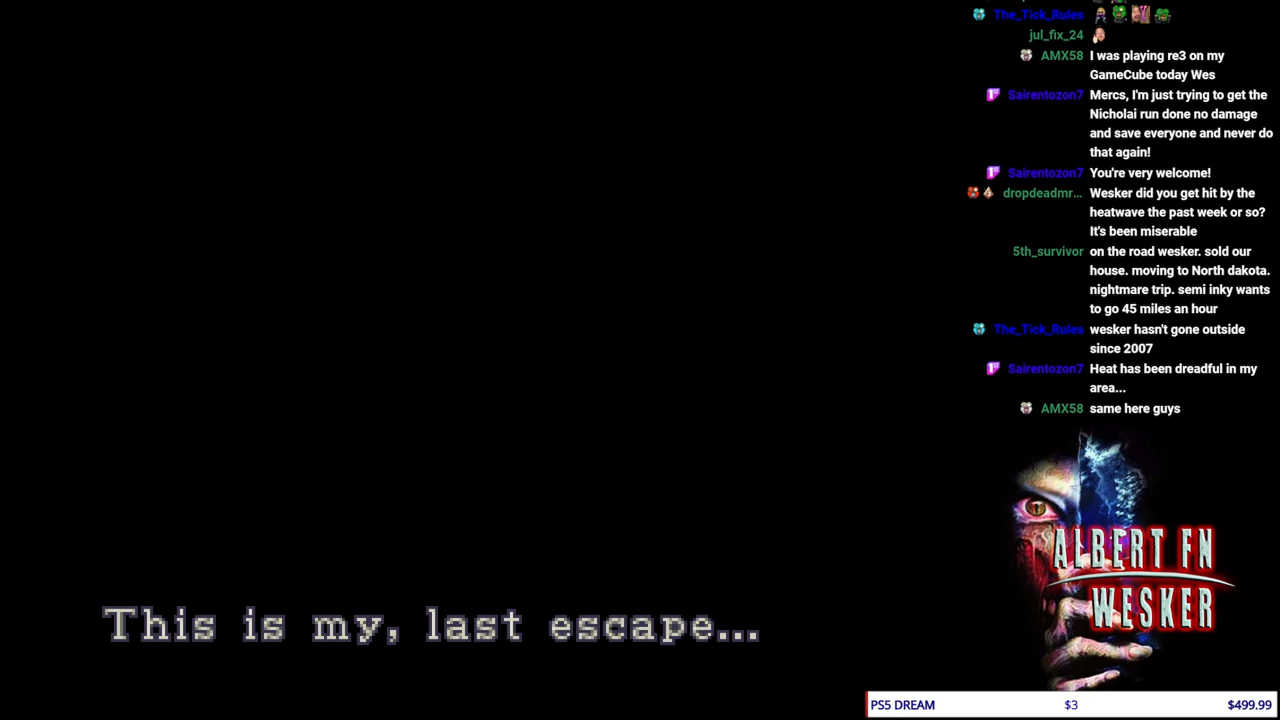 The_Tick_Rules
jul_fix_24
AMX58 I was playing re3 on my
GameCube today Wes
Sairentozon7 Mercs, I'm just trying to get the
Nicholai run done no damage
and save everyone and never do
that again!
Sairentozon7 You're very welcome!
dropdeadmr... Wesker did you get hit by the
heatwave the past week or so?
It's been miserable
5th_survivor on the road wesker. sold our
house. moving to North dakota.
nightmare trip. semi inky wants
to go 45 miles an hour
The_Tick_Rules wesker hasn't gone outside
since 2007
Sairentozon7 Heat has been dreadful in my
area...
AMX58 same here guys
ALBERT FN
WESKER
This is my, last escape...
PS5 DREAM $3 $499.99